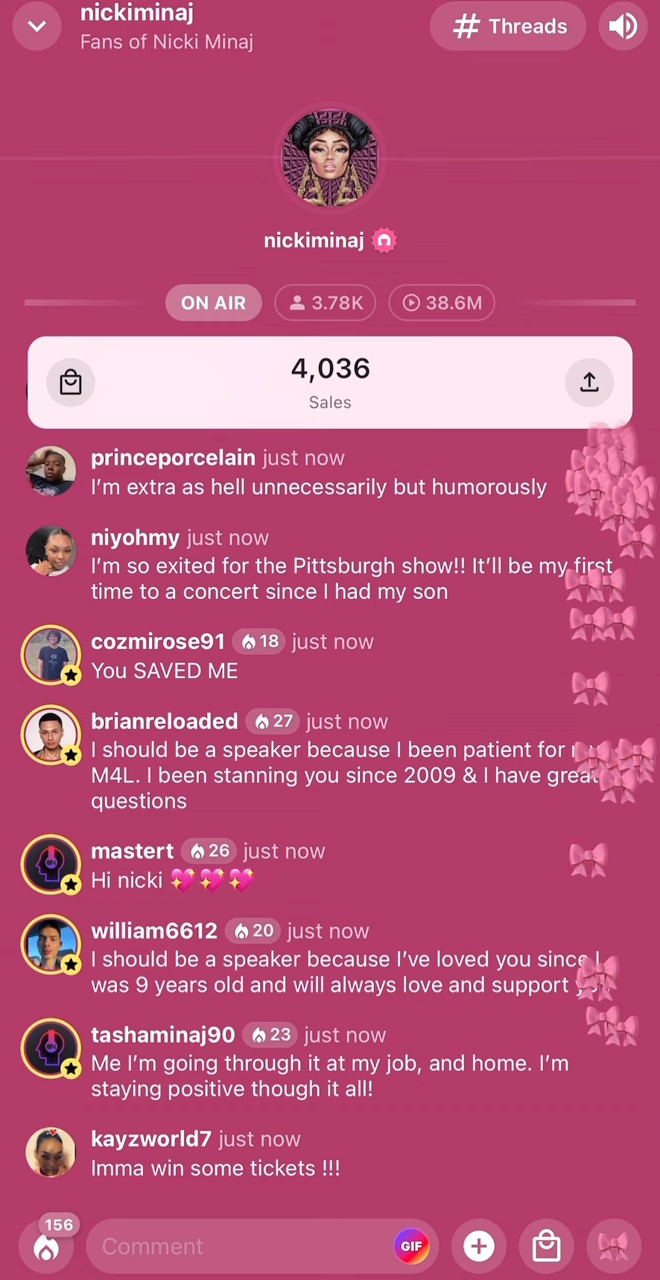 nickiminaj
Fans of Nicki Minaj
# Threads
nickiminaj
ON AIR
3.78K
38.6M
4,036
Sales
princeporcelain just now
I'm extra as hell unnecessarily but humorously
niyohmy just now
I'm so exited for the Pittsburgh show!! It'll be my first
time to a concert since I had my son
cozmirose91 18 just now
You SAVED ME
brianreloaded 27 just now
I should be a speaker because I been patient for
M4L. I been stanning you since 2009 & I have great
questions
mastert 26 just now
Hi nicki 💖💖💖
william6612 20 just now
I should be a speaker because I've loved you since I
was 9 years old and will always love and support
tashaminaj90 23 just now
Me I'm going through it at my job, and home. I'm
staying positive though it all!
kayzworld7 just now
Imma win some tickets !!!
156
Comment
GIF